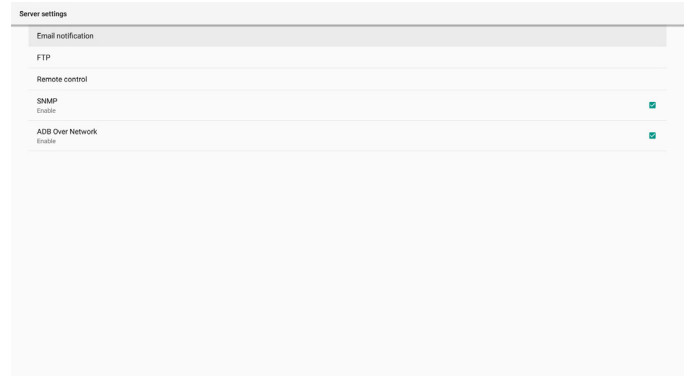 Server settings
Email notification
FTP
Remote control
SNMP
Enable
ADB Over Network
Enable